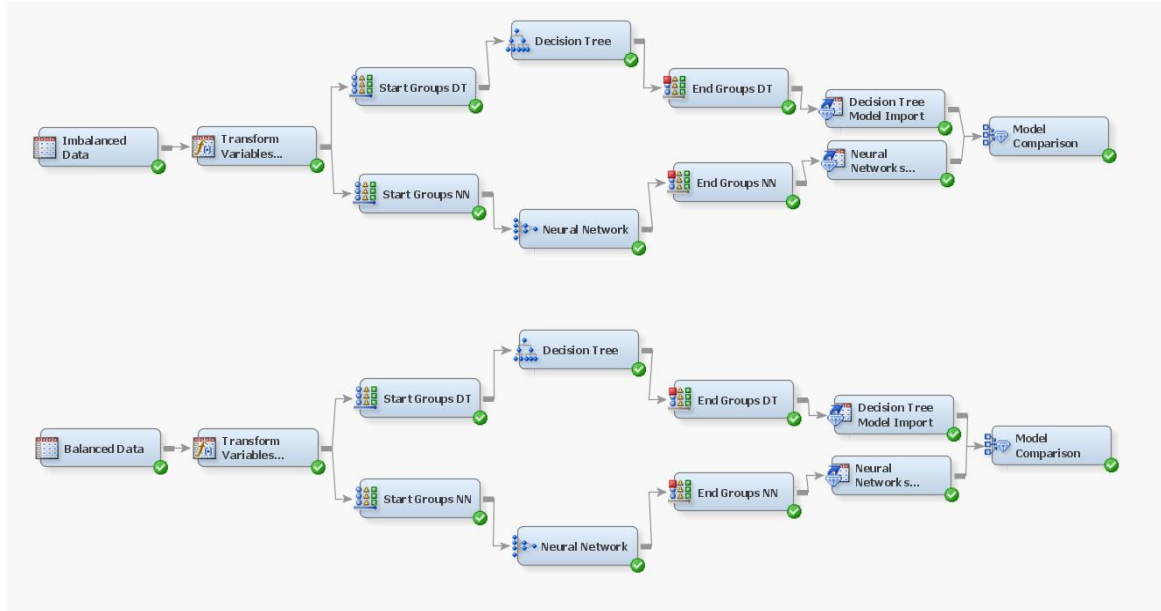 Decision Tree
Start Groups DT
End Groups DT
Decision Tree
Model Import
Imbalanced
Data
Transform
Variables...
Model
Comparison
Neural
Networks...
Start Groups NN
End Groups NN
Neural Network
Decision Tree
Start Groups DT
End Groups DT
Decision Tree
Model Import
Balanced Data
Transform
Variables...
Model
Comparison
Neural
Networks...
Start Groups NN
End Groups NN
Neural Network